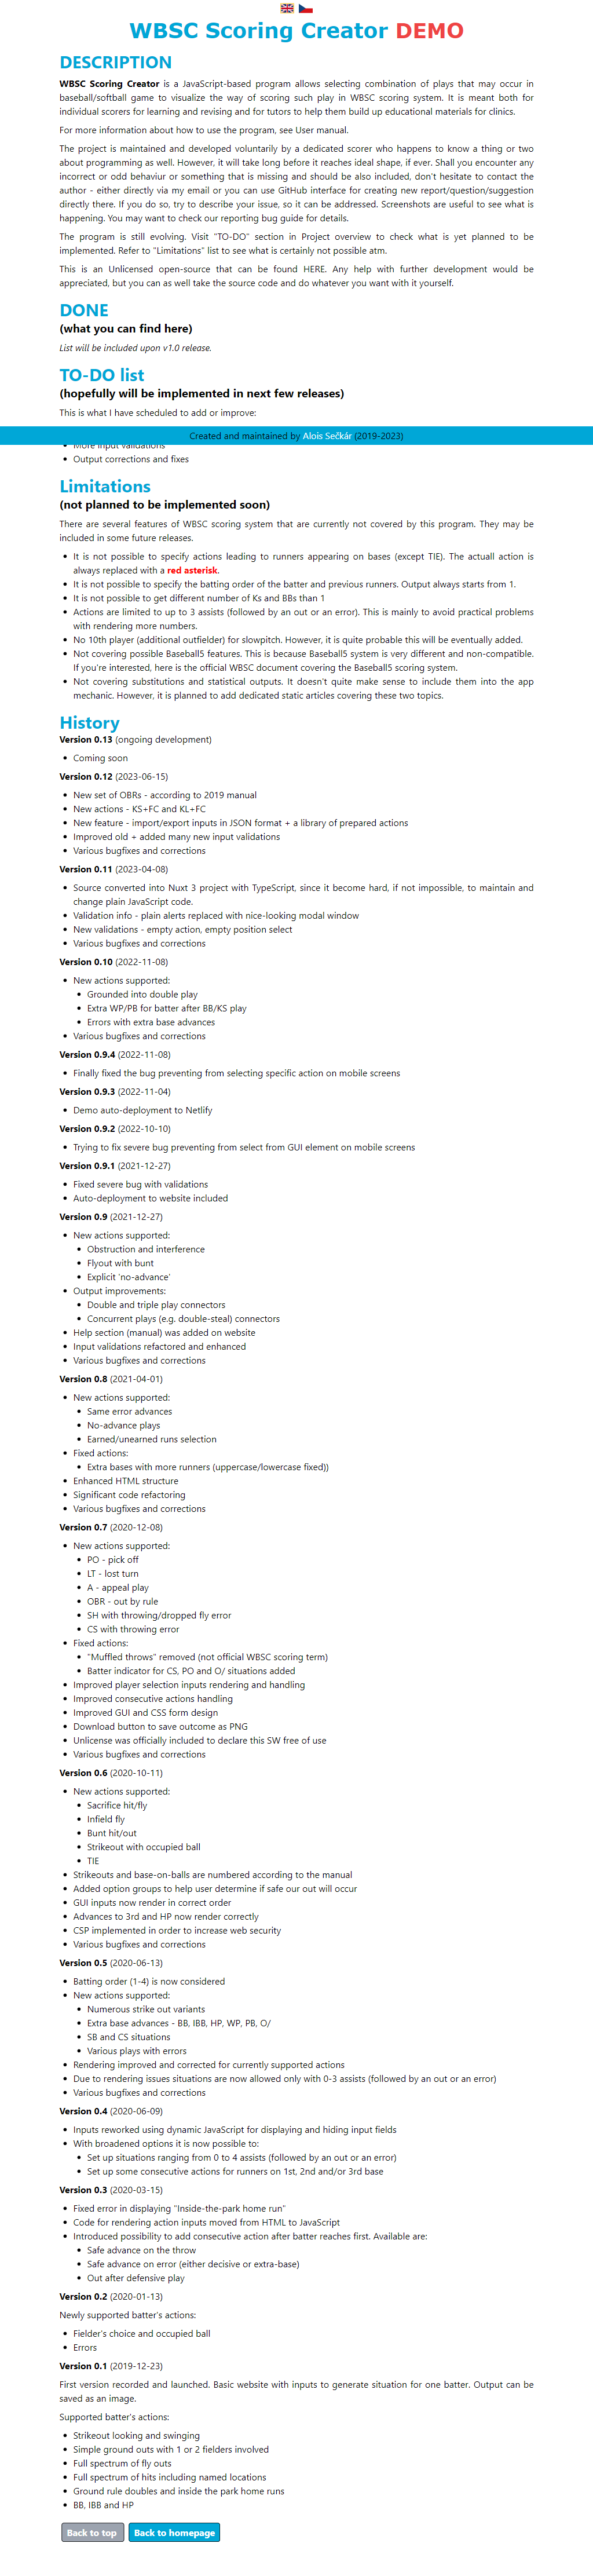 WBSC Scoring Creator DEMO
DESCRIPTION
WBSC Scoring Creator is a JavaScript-based program allows selecting combination of plays that may occur in
baseball/softball game to visualize the way of scoring such play in WBSC scoring system. It is meant both for
individual scorers for learning and revising and for tutors to help them build up educational materials for clinics.
For more information about how to use the program, see User manual.
The project is maintained and developed voluntarily by a dedicated scorer who happens to know a thing or two
about programming as well. However, it will take long before it reaches ideal shape, if ever. Shall you encounter any
incorrect or odd behaviur or something that is missing and should be also included, don't hesitate to contact the
author - either directly via my email or you can use GitHub interface for creating new report/question/suggestion
directly there. If you do so, try to describe your issue, so it can be addressed. Screenshots are useful to see what is
happening. You may want to check our reporting bug guide for details.
The program is still evolving. Visit "TO-DO" section in Project overview to check what is yet planned to be
implemented. Refer to "Limitations" list to see what is certainly not possible atm.
This is an Unlicensed open-source that can be found HERE. Any help with further development would be
appreciated, but you can as well take the source code and do whatever you want with it yourself.
DONE
(what you can find here)
List will be included upon v1.0 release.
TO-DO list
(hopefully will be implemented in next few releases)
This is what I have scheduled to add or improve:
Created and maintained by Alois Sečkár (2019-2023)
• More input validations
• Output corrections and fixes
Limitations
(not planned to be implemented soon)
There are several features of WBSC scoring system that are currently not covered by this program. They may be
included in some future releases.
• It is not possible to specify actions leading to runners appearing on bases (except TIE). The actuall action is
always replaced with a red asterisk.
• It is not possible to specify the batting order of the batter and previous runners. Output always starts from 1.
• It is not possible to get different number of Ks and BBs than 1
• Actions are limited to up to 3 assists (followed by an out or an error). This is mainly to avoid practical problems
with rendering more numbers.
• No 10th player (additional outfielder) for slowpitch. However, it is quite probable this will be eventually added.
• Not covering possible Baseball5 features. This is because Baseball5 system is very different and non-compatible.
If you're interested, here is the official WBSC document covering the Baseball5 scoring system.
• Not covering substitutions and statistical outputs. It doesn't quite make sense to include them into the app
mechanic. However, it is planned to add dedicated static articles covering these two topics.
History
Version 0.13 (ongoing development)
• Coming soon
Version 0.12 (2023-06-15)
• New set of OBRs - according to 2019 manual
• New actions - KS+FC and KL+FC
• New feature - import/export inputs in JSON format + a library of prepared actions
• Improved old + added many new input validations
• Various bugfixes and corrections
Version 0.11 (2023-04-08)
• Source converted into Nuxt 3 project with TypeScript, since it become hard, if not impossible, to maintain and
change plain JavaScript code.
• Validation info - plain alerts replaced with nice-looking modal window
• New validations - empty action, empty position select
• Various bugfixes and corrections
Version 0.10 (2022-11-08)
• New actions supported:
• Grounded into double play
• Extra WP/PB for batter after BB/KS play
• Errors with extra base advances
• Various bugfixes and corrections
Version 0.9.4 (2022-11-08)
• Finally fixed the bug preventing from selecting specific action on mobile screens
Version 0.9.3 (2022-11-04)
• Demo auto-deployment to Netlify
Version 0.9.2 (2022-10-10)
• Trying to fix severe bug preventing from select from GUI element on mobile screens
Version 0.9.1 (2021-12-27)
• Fixed severe bug with validations
• Auto-deployment to website included
Version 0.9 (2021-12-27)
• New actions supported:
• Obstruction and interference
• Flyout with bunt
• Explicit 'no-advance'
• Output improvements:
• Double and triple play connectors
• Concurrent plays (e.g. double-steal) connectors
• Help section (manual) was added on website
• Input validations refactored and enhanced
• Various bugfixes and corrections
Version 0.8 (2021-04-01)
• New actions supported:
• Same error advances
• No-advance plays
• Earned/unearned runs selection
• Fixed actions:
• Extra bases with more runners (uppercase/lowercase fixed))
• Enhanced HTML structure
• Significant code refactoring
• Various bugfixes and corrections
Version 0.7 (2020-12-08)
• New actions supported:
• PO - pick off
• LT - lost turn
• A - appeal play
• OBR - out by rule
• SH with throwing/dropped fly error
• CS with throwing error
• Fixed actions:
• "Muffled throws" removed (not official WBSC scoring term)
• Batter indicator for CS, PO and O/ situations added
• Improved player selection inputs rendering and handling
• Improved consecutive actions handling
• Improved GUI and CSS form design
• Download button to save outcome as PNG
• Unlicense was officially included to declare this SW free of use
• Various bugfixes and corrections
Version 0.6 (2020-10-11)
• New actions supported:
• Sacrifice hit/fly
• Infield fly
• Bunt hit/out
• Strikeout with occupied ball
• TIE
• Strikeouts and base-on-balls are numbered according to the manual
• Added option groups to help user determine if safe our out will occur
• GUI inputs now render in correct order
• Advances to 3rd and HP now render correctly
• CSP implemented in order to increase web security
• Various bugfixes and corrections
Version 0.5 (2020-06-13)
• Batting order (1-4) is now considered
• New actions supported:
• Numerous strike out variants
• Extra base advances - BB, IBB, HP, WP, PB, O/
• SB and CS situations
• Various plays with errors
• Rendering improved and corrected for currently supported actions
• Due to rendering issues situations are now allowed only with 0-3 assists (followed by an out or an error)
• Various bugfixes and corrections
Version 0.4 (2020-06-09)
• Inputs reworked using dynamic JavaScript for displaying and hiding input fields
• With broadened options it is now possible to:
• Set up situations ranging from 0 to 4 assists (followed by an out or an error)
• Set up some consecutive actions for runners on 1st, 2nd and/or 3rd base
Version 0.3 (2020-03-15)
• Fixed error in displaying "Inside-the-park home run"
• Code for rendering action inputs moved from HTML to JavaScript
• Introduced possibility to add consecutive action after batter reaches first. Available are:
• Safe advance on the throw
• Safe advance on error (either decisive or extra-base)
• Out after defensive play
Version 0.2 (2020-01-13)
Newly supported batter's actions:
• Fielder's choice and occupied ball
• Errors
Version 0.1 (2019-12-23)
First version recorded and launched. Basic website with inputs to generate situation for one batter. Output can be
saved as an image.
Supported batter's actions:
• Strikeout looking and swinging
• Simple ground outs with 1 or 2 fielders involved
• Full spectrum of fly outs
• Full spectrum of hits including named locations
• Ground rule doubles and inside the park home runs
• BB, IBB and HP
Back to top Back to homepage